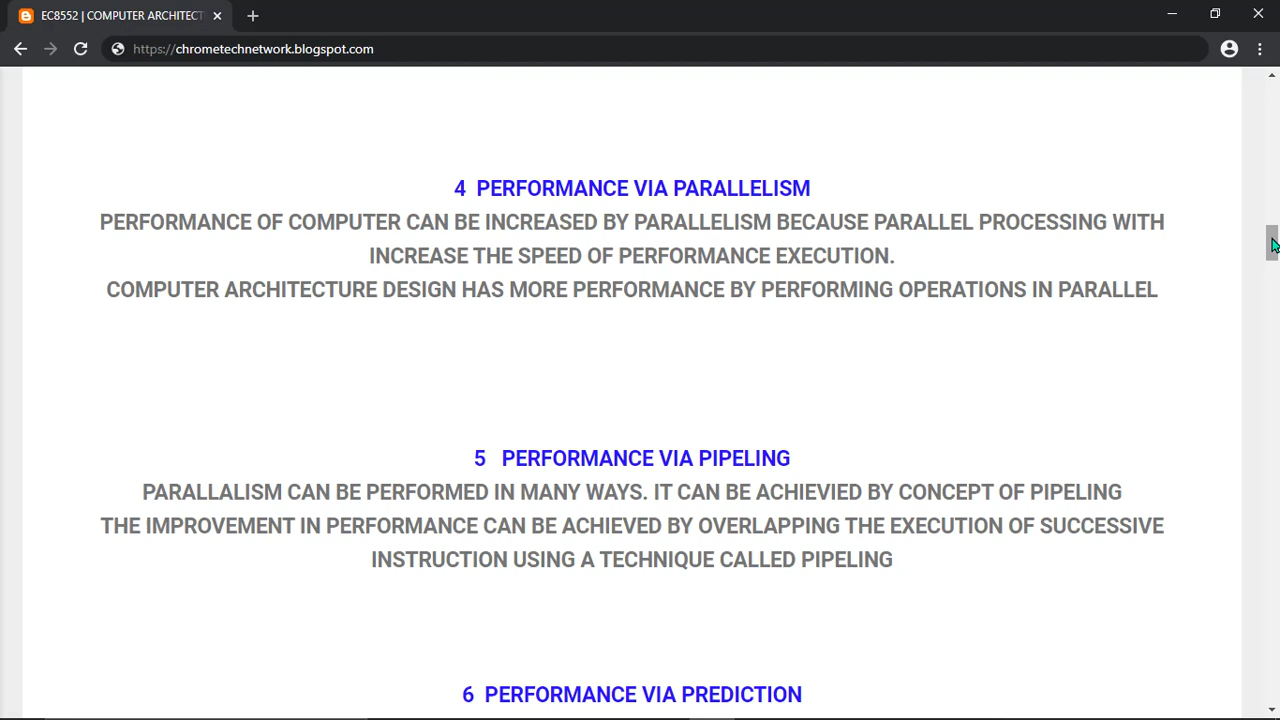 EC8552 | COMPUTER ARCHITECT
https://chrometechnetwork.blogspot.com
4 PERFORMANCE VIA PARALLELISM
PERFORMANCE OF COMPUTER CAN BE INCREASED BY PARALLELISM BECAUSE PARALLEL PROCESSING WITH
INCREASE THE SPEED OF PERFORMANCE EXECUTION.
COMPUTER ARCHITECTURE DESIGN HAS MORE PERFORMANCE BY PERFORMING OPERATIONS IN PARALLEL
5 PERFORMANCE VIA PIPELING
PARALLALISM CAN BE PERFORMED IN MANY WAYS. IT CAN BE ACHIEVIED BY CONCEPT OF PIPELING
THE IMPROVEMENT IN PERFORMANCE CAN BE ACHIEVED BY OVERLAPPING THE EXECUTION OF SUCCESSIVE
INSTRUCTION USING A TECHNIQUE CALLED PIPELING
6 PERFORMANCE VIA PREDICTION